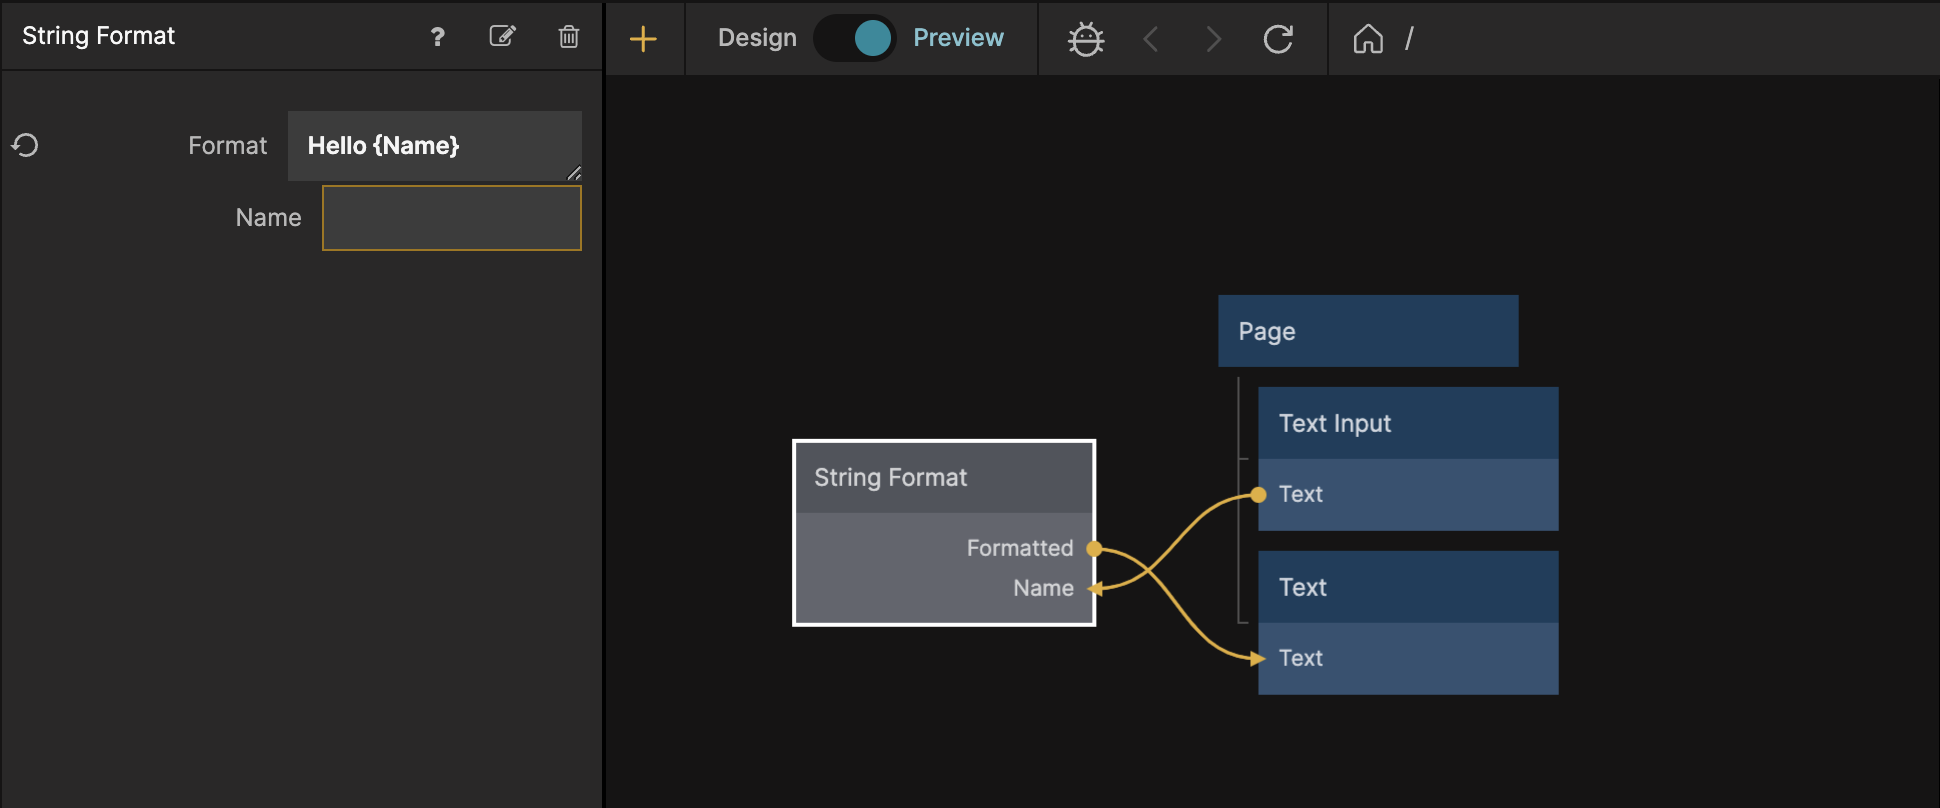 String Format
?
Design
Preview
/
Format
Hello {Name}
Name
Page
Text Input
Text
String Format
Formatted
Name
Text
Text